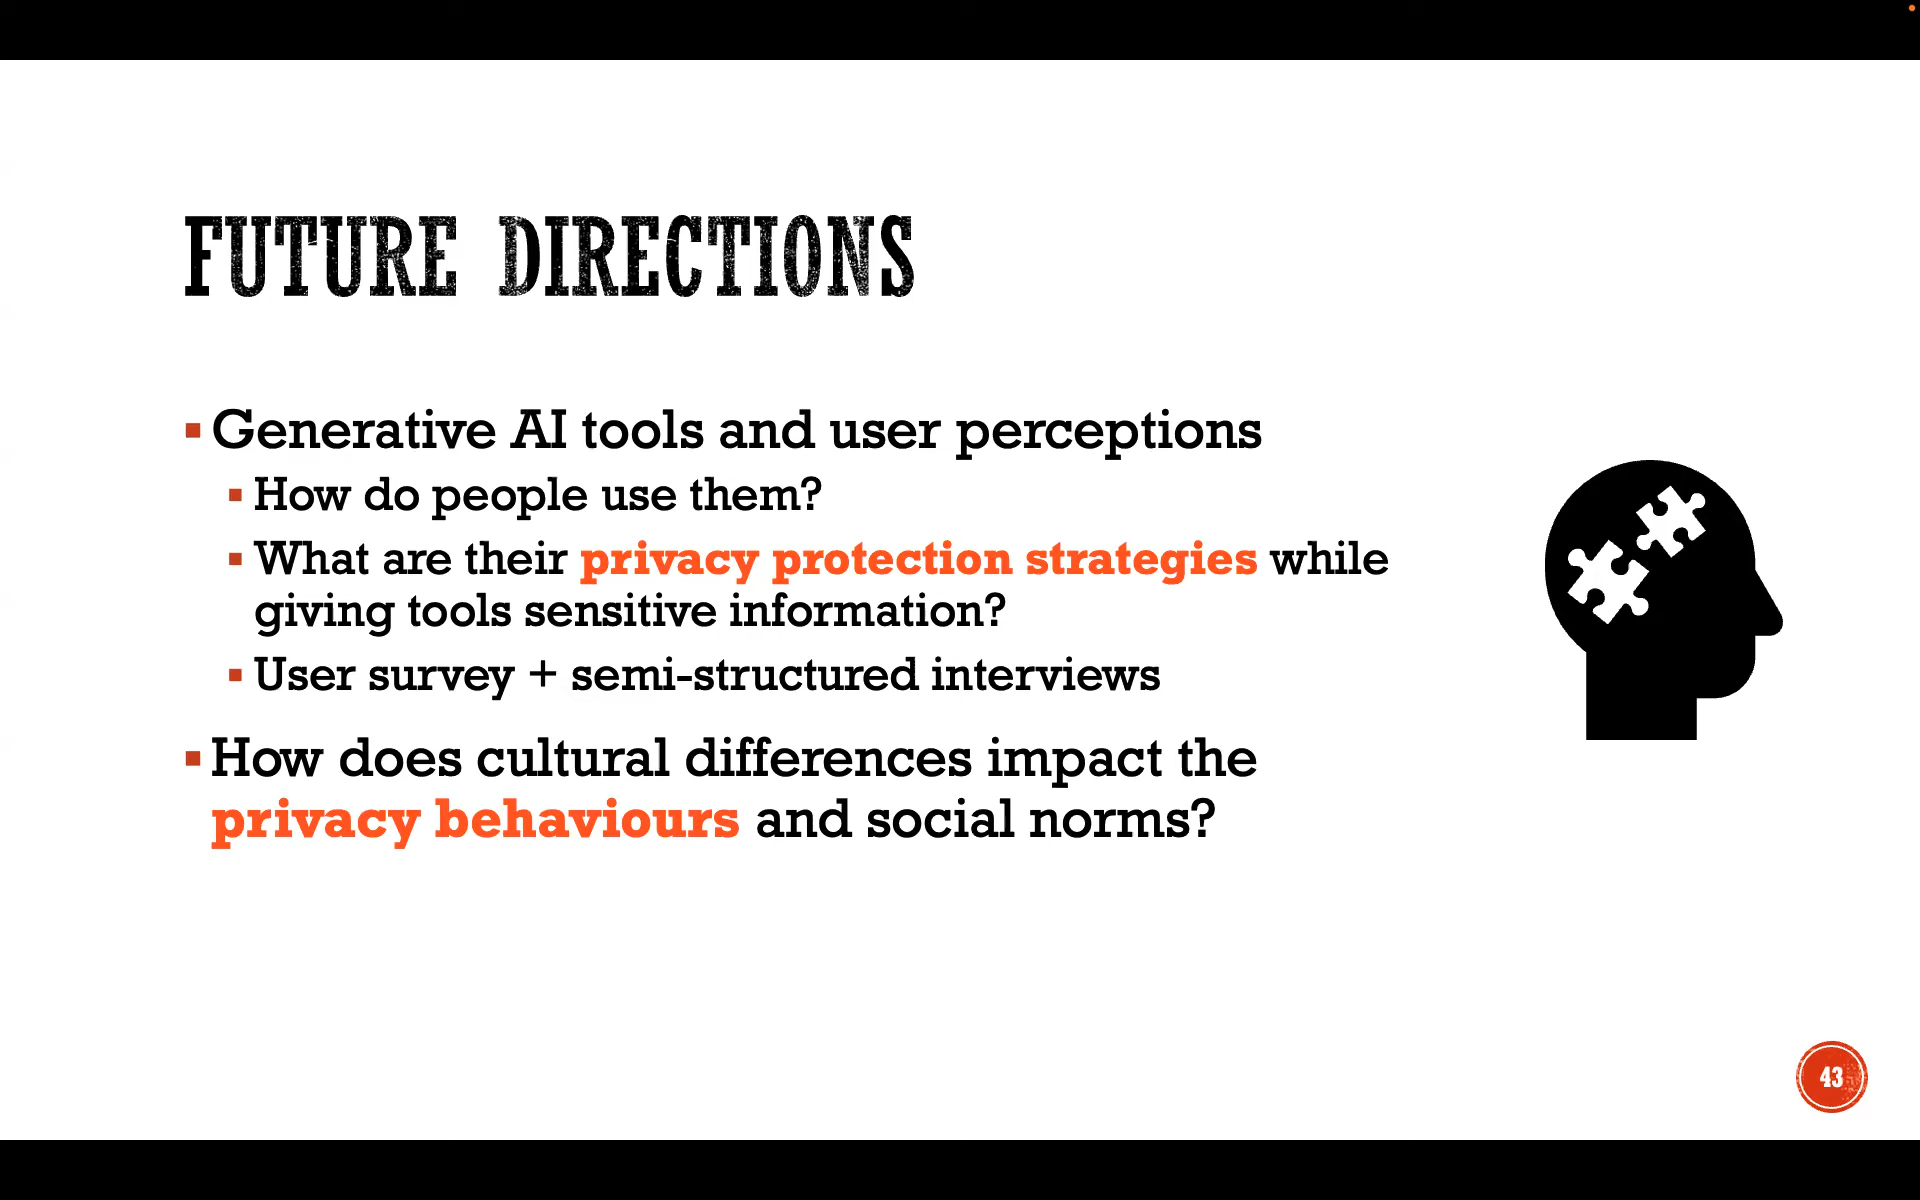 FUTURE DIRECTIONS
Generative AI tools and user perceptions
How do people use them?
What are their privacy protection strategies while
giving tools sensitive information?
User survey + semi-structured interviews
How does cultural differences impact the
privacy behaviours and social norms?
43